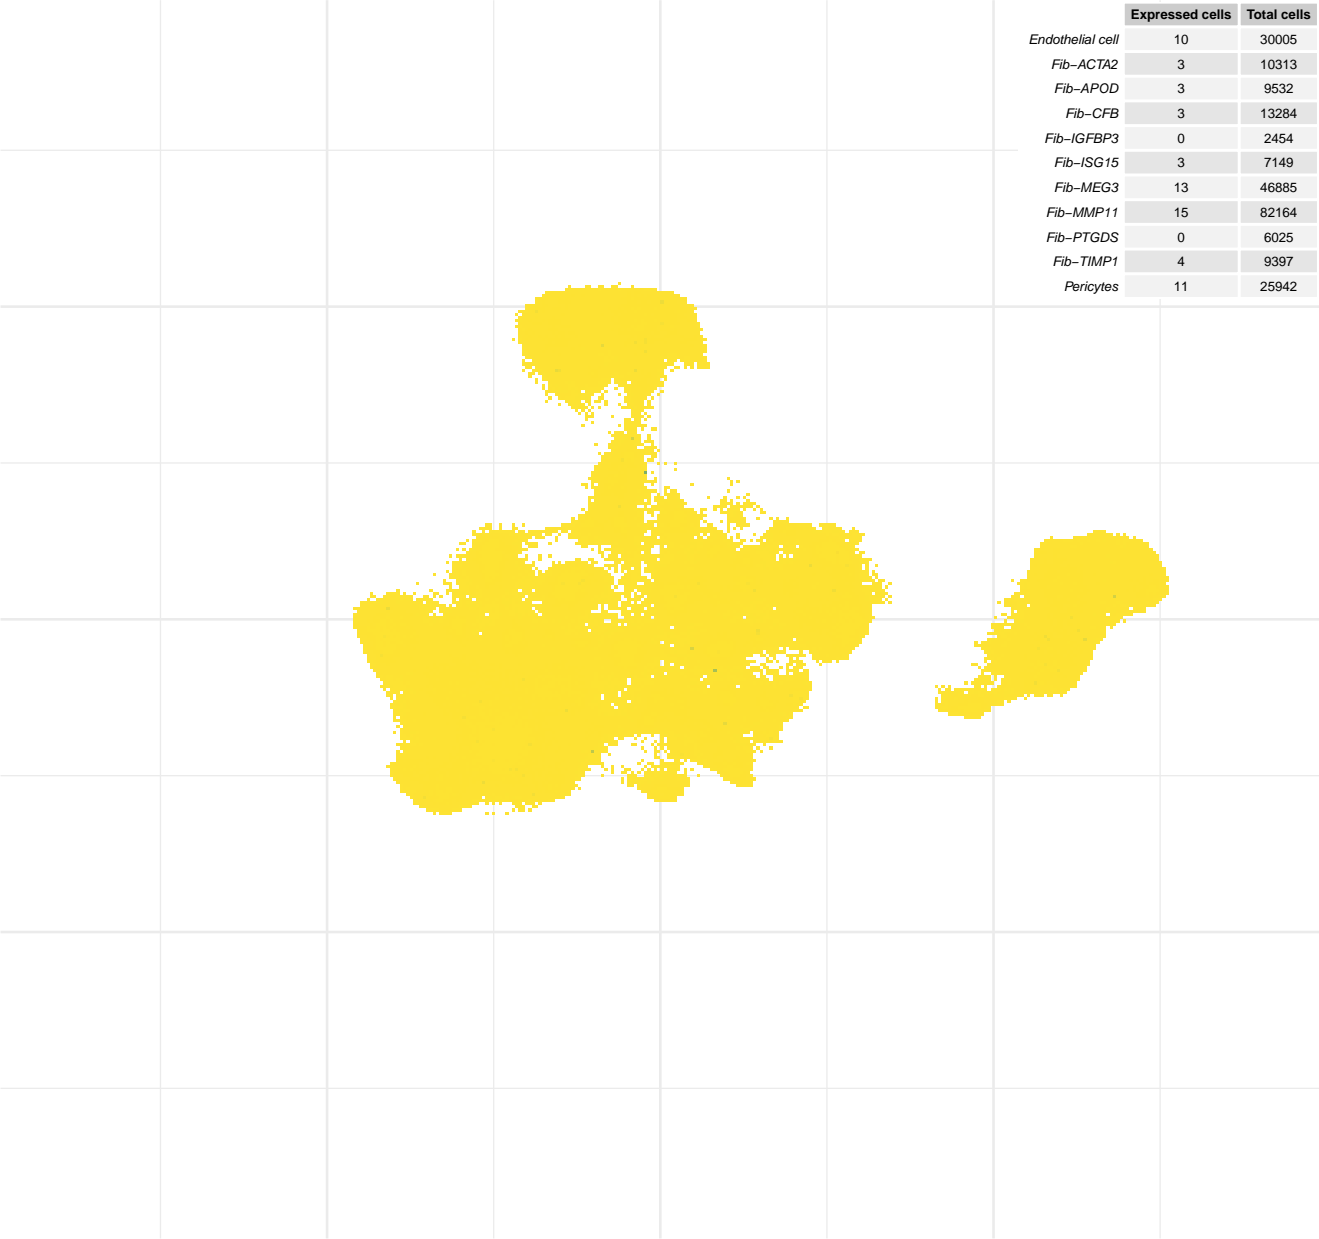 Expressed cells Total cells
Endothelial cell 10 30005
Fib−ACTA2 3 10313
Fib−APOD 3 9532
Fib−CFB 3 13284
Fib−IGFBP3 0 2454
Fib−ISG15 3 7149
Fib−MEG3 13 46885
Fib−MMP11 15 82164
Fib−PTGDS 0 6025
Fib−TIMP1 4 9397
Pericytes 11 25942